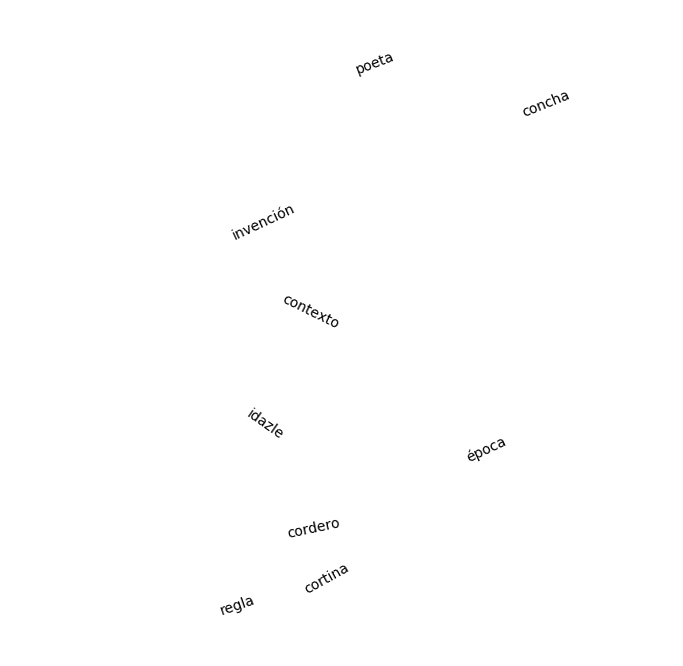 poeta
concha
invención
contexto
idazle
época
cordero
cortina
regla